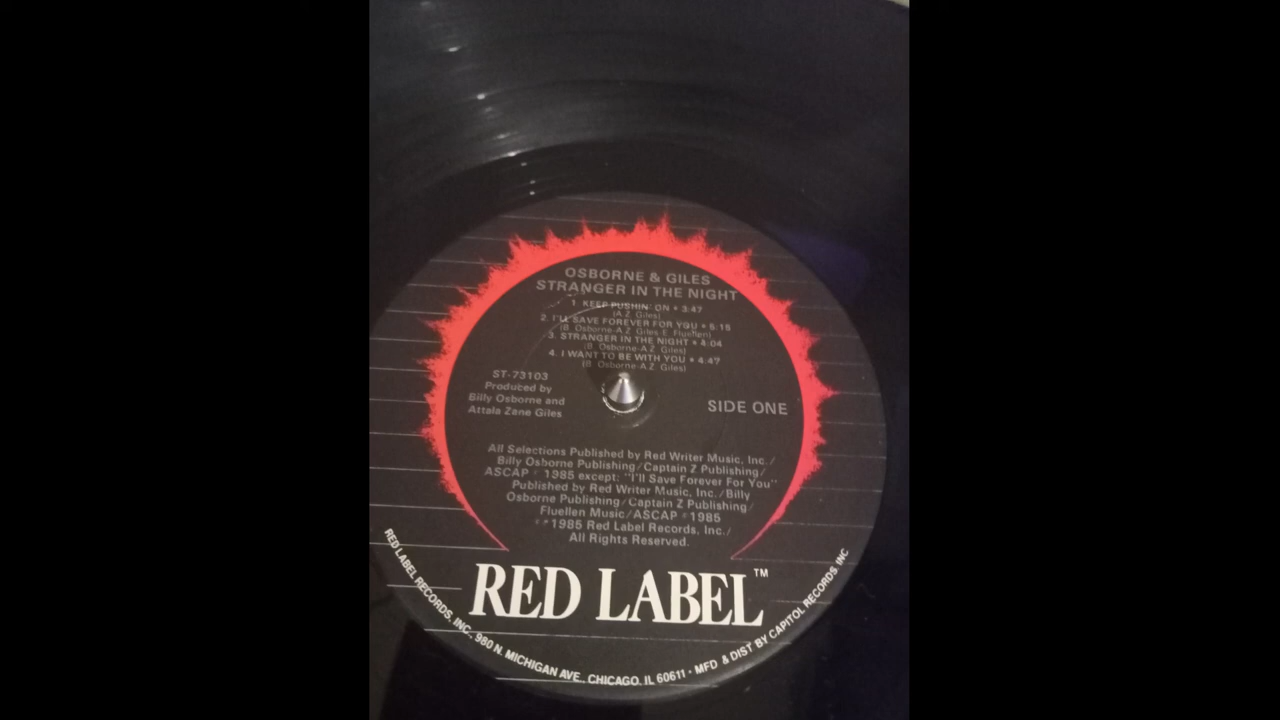 OSBORNE & GILES
STRANGER IN THE NIGHT
1. KEEP PUSHIN' ON • 3:47
(A.Z. Giles)
2. I'LL SAVE FOREVER FOR YOU • 6:15
(B. Osborne-A.Z. Giles E. Fluellen)
3. STRANGER IN THE NIGHT • 4:04
(B. Osborne-A.Z. Giles)
4. I WANT TO BE WITH YOU • 4:47
(B. Osborne-A.Z. Giles)
ST-73103
Produced by
Billy Osborne and
Attala Zane Giles
SIDE ONE
All Selections Published by Red Writer Music, Inc./
Billy Osborne Publishing/Captain Z Publishing/
ASCAP ℗ 1985 except: "I'll Save Forever For You"
Published by Red Writer Music, Inc./Billy
Osborne Publishing/Captain Z Publishing/
Fluellen Music/ASCAP ©1985
©℗1985 Red Label Records, Inc./
All Rights Reserved.
RED LABEL™
RED LABEL RECORDS, INC., 980 N. MICHIGAN AVE., CHICAGO, IL 60611 • MFD & DIST BY CAPITOL RECORDS, INC